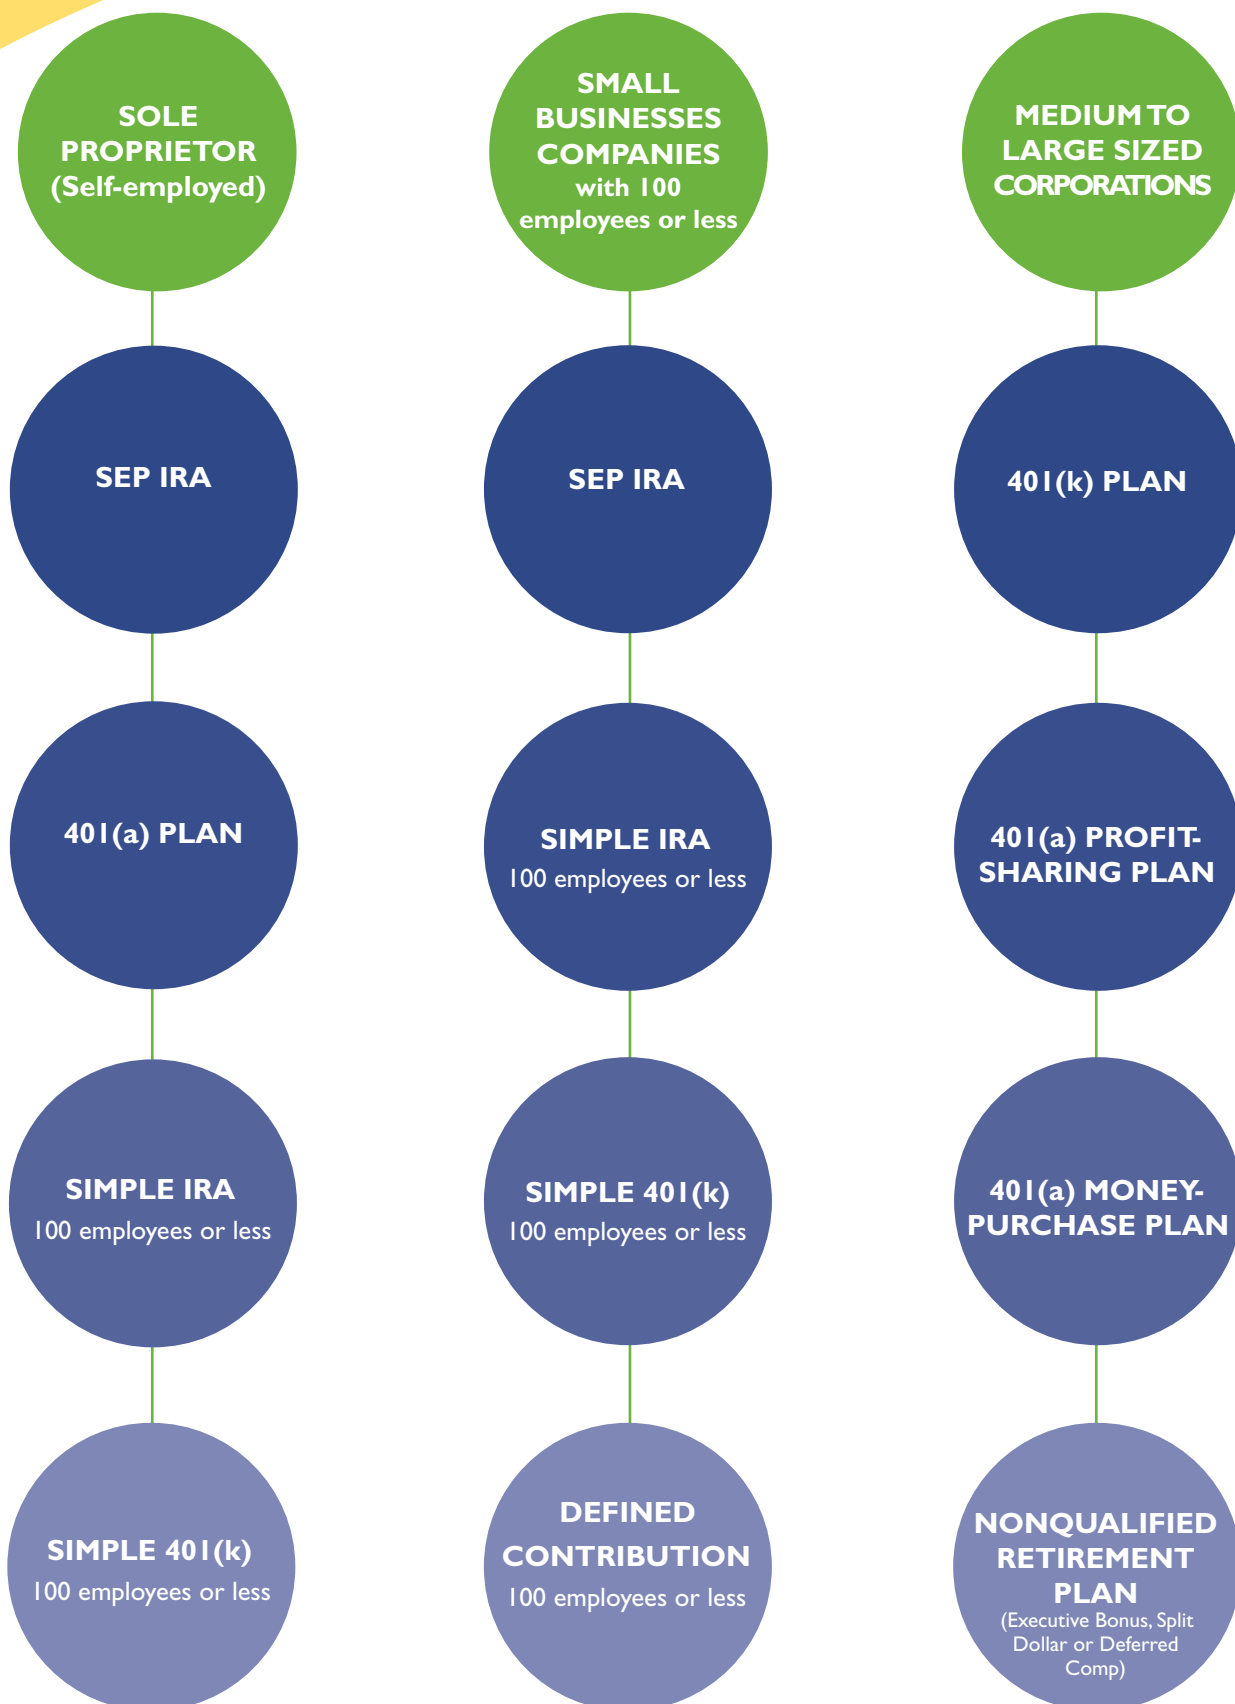 SOLE
PROPRIETOR
(Self-employed)
SMALL
BUSINESSES
COMPANIES
with 100
employees or less
MEDIUM TO
LARGE SIZED
CORPORATIONS
SEP IRA
SEP IRA
401(k) PLAN
401(a) PLAN
SIMPLE IRA
100 employees or less
401(a) PROFIT-
SHARING PLAN
SIMPLE IRA
100 employees or less
SIMPLE 401(k)
100 employees or less
401(a) MONEY-
PURCHASE PLAN
SIMPLE 401(k)
100 employees or less
DEFINED
CONTRIBUTION
100 employees or less
NONQUALIFIED
RETIREMENT
PLAN
(Executive Bonus, Split
Dollar or Deferred
Comp)